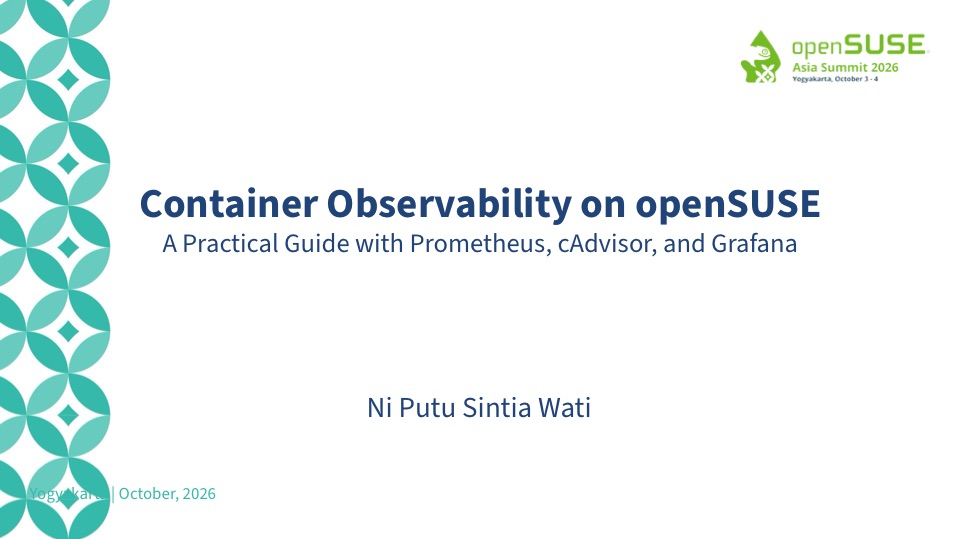 openSUSE
Asia Summit 2026
Yogyakarta, October 3 - 4
Container Observability on openSUSE
A Practical Guide with Prometheus, cAdvisor, and Grafana
Ni Putu Sintia Wati
Yogyakarta | October, 2026